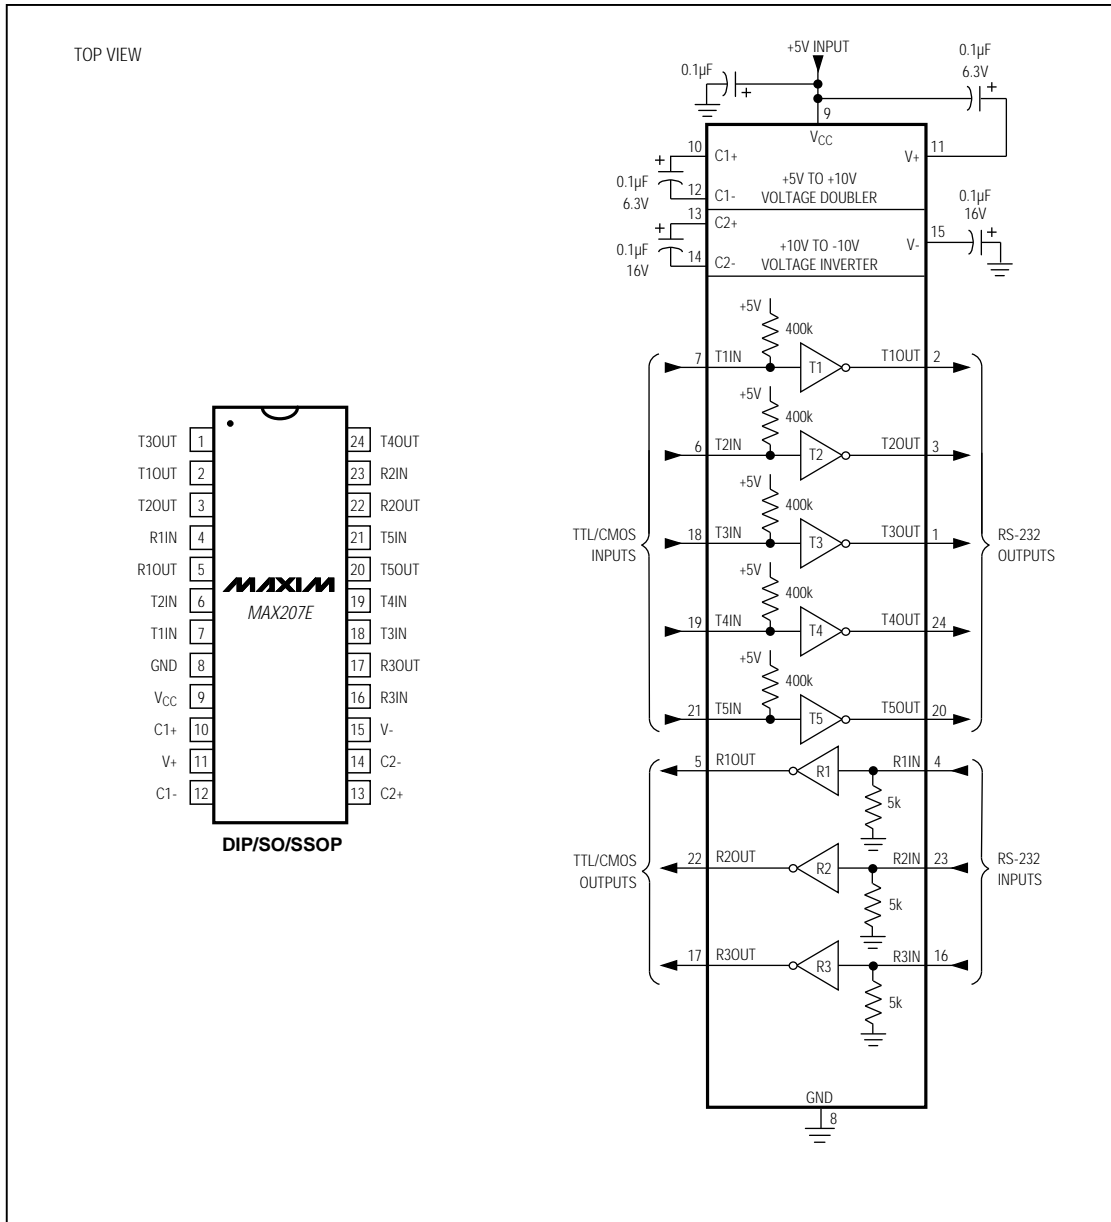 TOP VIEW
T3OUT 1
T1OUT 2
T2OUT 3
R1IN 4
R1OUT 5
T2IN 6
T1IN 7
GND 8
VCC 9
C1+ 10
V+ 11
C1- 12
24 T4OUT
23 R2IN
22 R2OUT
21 T5IN
20 T5OUT
19 T4IN
18 T3IN
17 R3OUT
16 R3IN
15 V-
14 C2-
13 C2+
MAXIM
MAX207E
DIP/SO/SSOP
+5V INPUT
0.1µF
+
0.1µF
6.3V
+
9
VCC
10 C1+
+
0.1µF
6.3V
12 C1-
+5V TO +10V
VOLTAGE DOUBLER
V+ 11
13 C2+
+
0.1µF
16V
14 C2-
+10V TO -10V
VOLTAGE INVERTER
V- 15
0.1µF
16V
+
TTL/CMOS
INPUTS
+5V
400k
7 T1IN T1 T1OUT 2
+5V
400k
6 T2IN T2 T2OUT 3
+5V
400k
18 T3IN T3 T3OUT 1
+5V
400k
19 T4IN T4 T4OUT 24
+5V
400k
21 T5IN T5 T5OUT 20
RS-232
OUTPUTS
TTL/CMOS
OUTPUTS
5 R1OUT R1 R1IN 4
5k
22 R2OUT R2 R2IN 23
5k
17 R3OUT R3 R3IN 16
5k
RS-232
INPUTS
GND
8